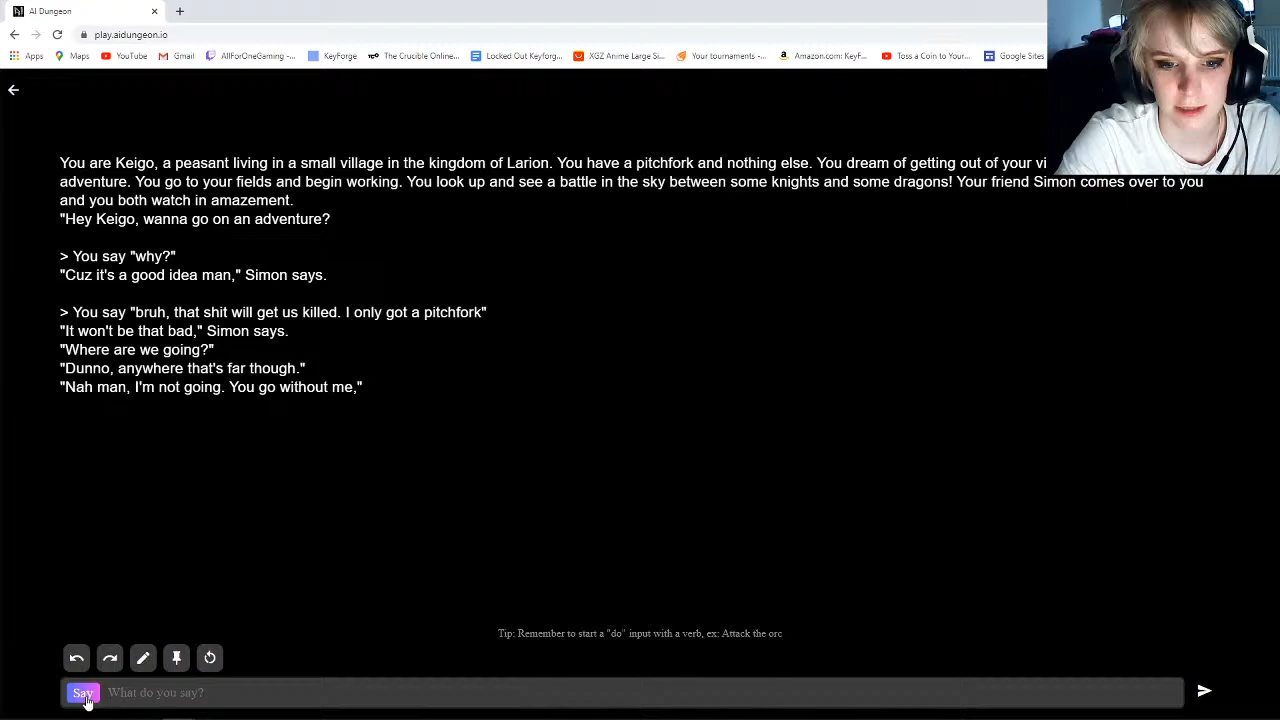 AI Dungeon
play.aidungeon.io
Apps Maps YouTube Gmail AllForOneGaming -... KeyForge The Crucible Online... Locked Out Keyforg... XGZ Anime Large Si... Your tournaments -... Amazon.com: KeyF... Toss a Coin to Your... Google Sites
You are Keigo, a peasant living in a small village in the kingdom of Larion. You have a pitchfork and nothing else. You dream of getting out of your vi
adventure. You go to your fields and begin working. You look up and see a battle in the sky between some knights and some dragons! Your friend Simon comes over to you
and you both watch in amazement.
"Hey Keigo, wanna go on an adventure?
> You say "why?"
"Cuz it's a good idea man," Simon says.
> You say "bruh, that shit will get us killed. I only got a pitchfork"
"It won't be that bad," Simon says.
"Where are we going?"
"Dunno, anywhere that's far though."
"Nah man, I'm not going. You go without me,"
Tip: Remember to start a "do" input with a verb, ex: Attack the orc
Say What do you say?